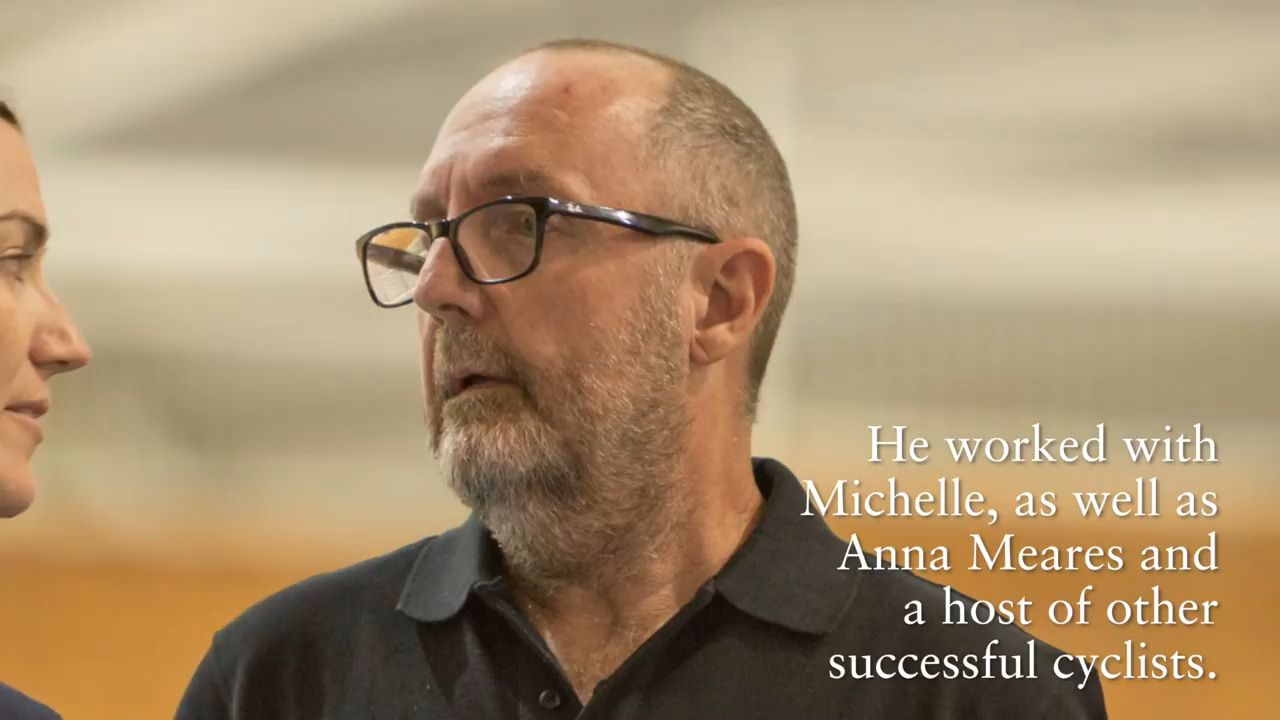 He worked with
Michelle, as well as
Anna Meares and
a host of other
successful cyclists.